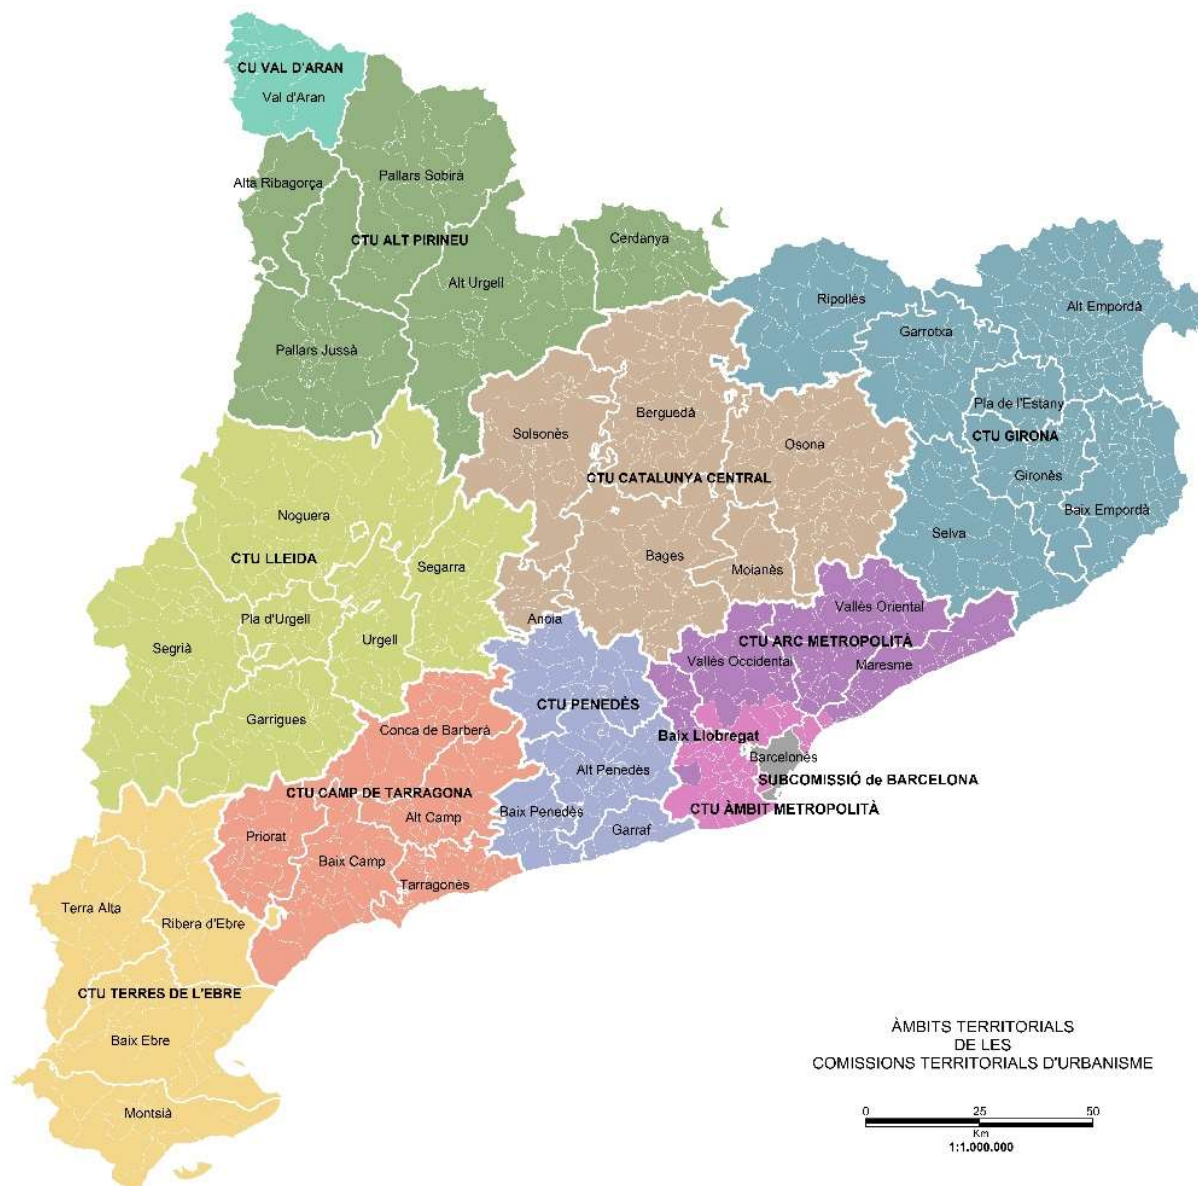 CU VAL D'ARAN
Val d'Aran
Alta Ribagorça
Pallars Sobirà
CTU ALT PIRINEU
Cerdanya
Alt Urgell
Pallars Jussà
Ripollès
Alt Empordà
Garrotxa
Pla de l'Estany
CTU GIRONA
Gironès
Baix Empordà
Selva
Solsonès
Berguedà
Osona
CTU CATALUNYA CENTRAL
Bages
Moianès
Anoia
Noguera
CTU LLEIDA
Segarra
Pla d'Urgell
Urgell
Segrià
Garrigues
Vallès Oriental
CTU ARC METROPOLITÀ
Vallès Occidental
Maresme
CTU PENEDÈS
Baix Llobregat
Barcelonès
SUBCOMISSIÓ de BARCELONA
CTU ÀMBIT METROPOLITÀ
Alt Penedès
Baix Penedès
Garraf
Conca de Barberà
CTU CAMP DE TARRAGONA
Alt Camp
Priorat
Baix Camp
Tarragonès
Terra Alta
Ribera d'Ebre
CTU TERRES DE L'EBRE
Baix Ebre
Montsià
ÀMBITS TERRITORIALS
DE LES
COMISSIONS TERRITORIALS D'URBANISME
0 25 50
Km
1:1.000.000